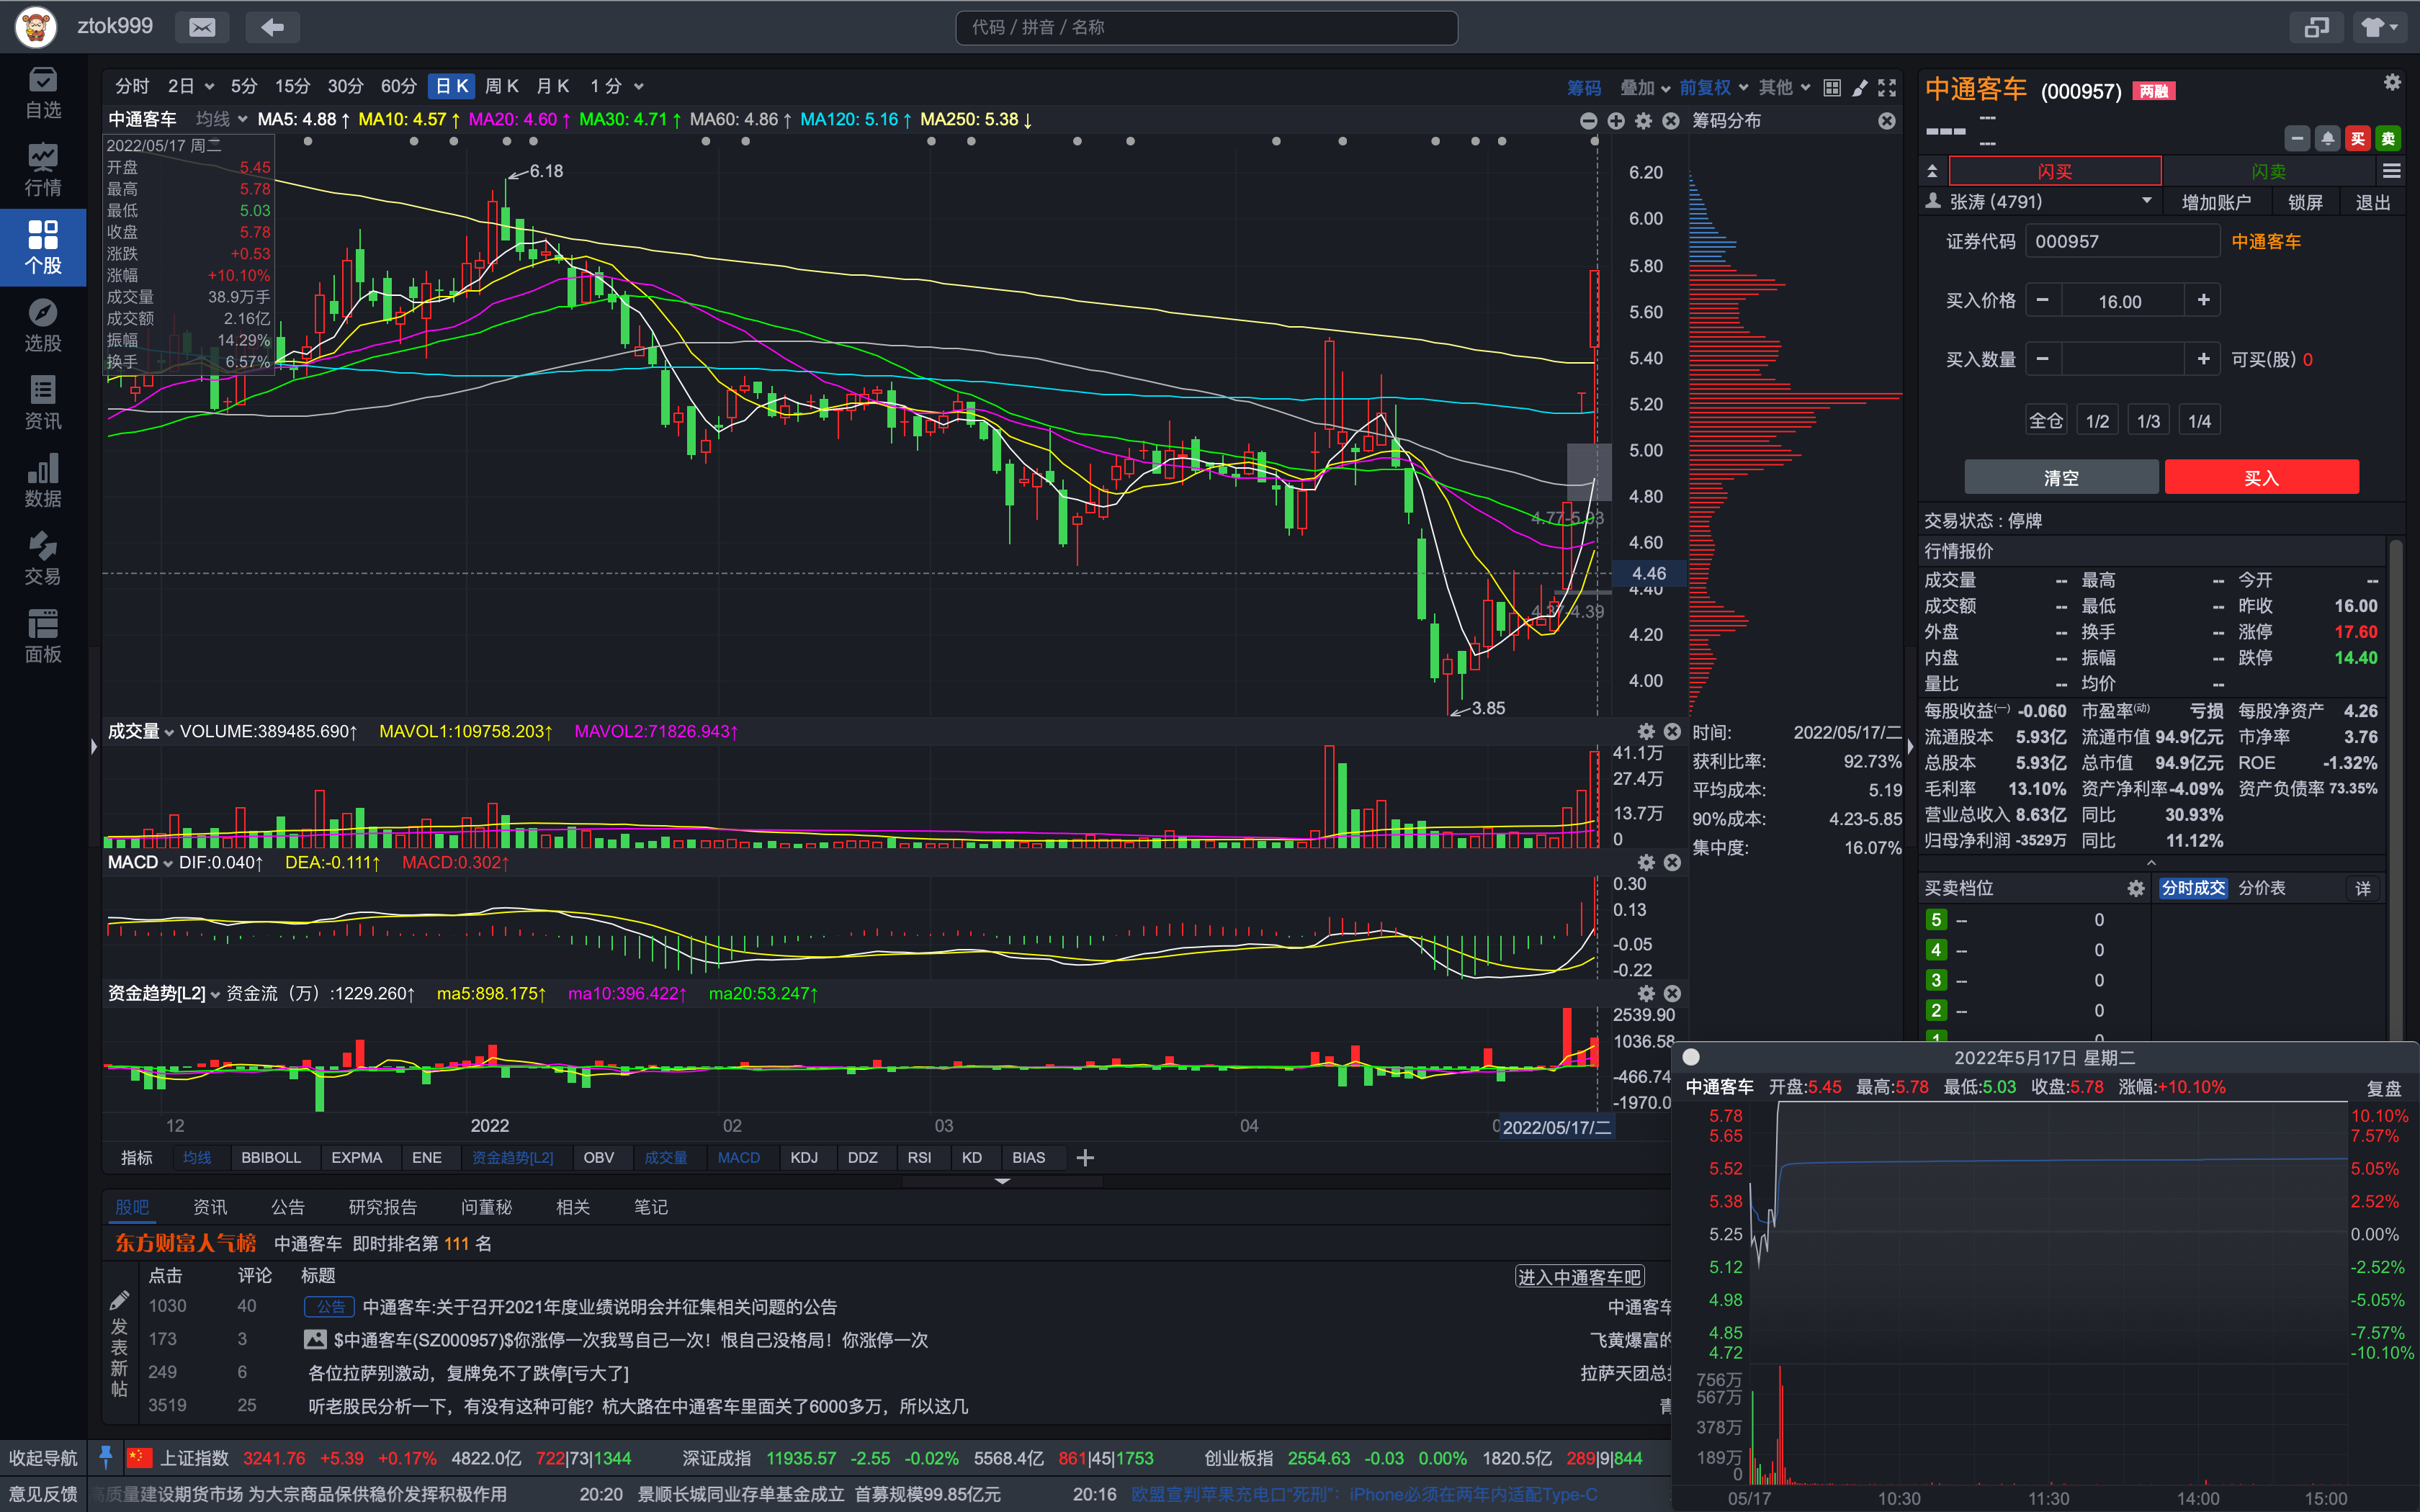 ztok999
代码 / 拼音 / 名称
自选
行情
个股
选股
资讯
数据
交易
面板
分时 2日 5分 15分 30分 60分 日K 周K 月K 1分
筹码 叠加 前复权 其他
中通客车 均线 MA5: 4.88↑ MA10: 4.57↑ MA20: 4.60↑ MA30: 4.71↑ MA60: 4.86↑ MA120: 5.16↑ MA250: 5.38↓
筹码分布
2022/05/17 周二
开盘 5.45
最高 5.78
最低 5.03
收盘 5.78
涨跌 +0.53
涨幅 +10.10%
成交量 38.9万手
成交额 2.16亿
振幅 14.29%
换手 6.57%
6.18
3.85
4.77-5.03
4.37-4.39
6.20
6.00
5.80
5.60
5.40
5.20
5.00
4.80
4.60
4.46
4.40
4.20
4.00
成交量 VOLUME:389485.690↑ MAVOL1:109758.203↑ MAVOL2:71826.943↑
41.1万
27.4万
13.7万
0
MACD DIF:0.040↑ DEA:-0.111↑ MACD:0.302↑
0.30
0.13
-0.05
-0.22
资金趋势[L2] 资金流（万）:1229.260↑ ma5:898.175↑ ma10:396.422↑ ma20:53.247↑
2539.90
1036.58
-466.74
-1970.0
12 2022 02 03 04 2022/05/17/二
时间: 2022/05/17/二
获利比率: 92.73%
平均成本: 5.19
90%成本: 4.23-5.85
集中度: 16.07%
指标 均线 BBIBOLL EXPMA ENE 资金趋势[L2] OBV 成交量 MACD KDJ DDZ RSI KD BIAS
股吧 资讯 公告 研究报告 问董秘 相关 笔记
东方财富人气榜 中通客车 即时排名第 111 名
点击 评论 标题
进入中通客车吧
发表新帖
1030 40 公告 中通客车:关于召开2021年度业绩说明会并征集相关问题的公告 中通客车
173 3 $中通客车(SZ000957)$你涨停一次我骂自己一次！恨自己没格局！你涨停一次 飞黄爆富的
249 6 各位拉萨别激动，复牌免不了跌停[亏大了] 拉萨天团总
3519 25 听老股民分析一下，有没有这种可能？杭大路在中通客车里面关了6000多万，所以这几 青
中通客车 (000957) 两融
--- --- ---
买 卖
闪买 闪卖
张涛 (4791) 增加账户 锁屏 退出
证券代码 000957 中通客车
买入价格 − 16.00 +
买入数量 − + 可买(股) 0
全仓 1/2 1/3 1/4
清空 买入
交易状态 : 停牌
行情报价
成交量 -- 最高 -- 今开 --
成交额 -- 最低 -- 昨收 16.00
外盘 -- 换手 -- 涨停 17.60
内盘 -- 振幅 -- 跌停 14.40
量比 -- 均价 --
每股收益(一) -0.060 市盈率(动) 亏损 每股净资产 4.26
流通股本 5.93亿 流通市值 94.9亿元 市净率 3.76
总股本 5.93亿 总市值 94.9亿元 ROE -1.32%
毛利率 13.10% 资产净利率 -4.09% 资产负债率 73.35%
营业总收入 8.63亿 同比 30.93%
归母净利润 -3529万 同比 11.12%
买卖档位 分时成交 分价表 详
5 -- 0
4 -- 0
3 -- 0
2 -- 0
2022年5月17日 星期二
中通客车 开盘:5.45 最高:5.78 最低:5.03 收盘:5.78 涨幅:+10.10% 复盘
5.78 10.10%
5.65 7.57%
5.52 5.05%
5.38 2.52%
5.25 0.00%
5.12 -2.52%
4.98 -5.05%
4.85 -7.57%
4.72 -10.10%
756万
567万
378万
189万
0
05/17 10:30 11:30 14:00 15:00
收起导航 上证指数 3241.76 +5.39 +0.17% 4822.0亿 722|73|1344 深证成指 11935.57 -2.55 -0.02% 5568.4亿 861|45|1753 创业板指 2554.63 -0.03 0.00% 1820.5亿 289|9|844
意见反馈 高质量建设期货市场 为大宗商品保供稳价发挥积极作用 20:20 景顺长城同业存单基金成立 首募规模99.85亿元 20:16 欧盟宣判苹果充电口"死刑"：iPhone必须在两年内适配Type-C